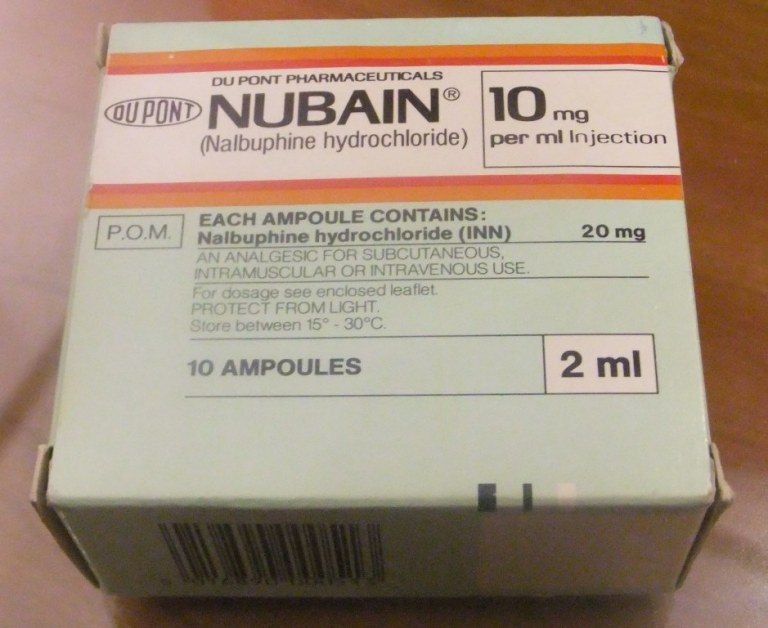 DU PONT PHARMACEUTICALS
DU PONT
NUBAIN®
(Nalbuphine hydrochloride)
10 mg
per ml Injection
P.O.M.
EACH AMPOULE CONTAINS:
Nalbuphine hydrochloride (INN) 20 mg
AN ANALGESIC FOR SUBCUTANEOUS,
INTRAMUSCULAR OR INTRAVENOUS USE.
For dosage see enclosed leaflet.
PROTECT FROM LIGHT.
Store between 15° - 30°C.
10 AMPOULES
2 ml